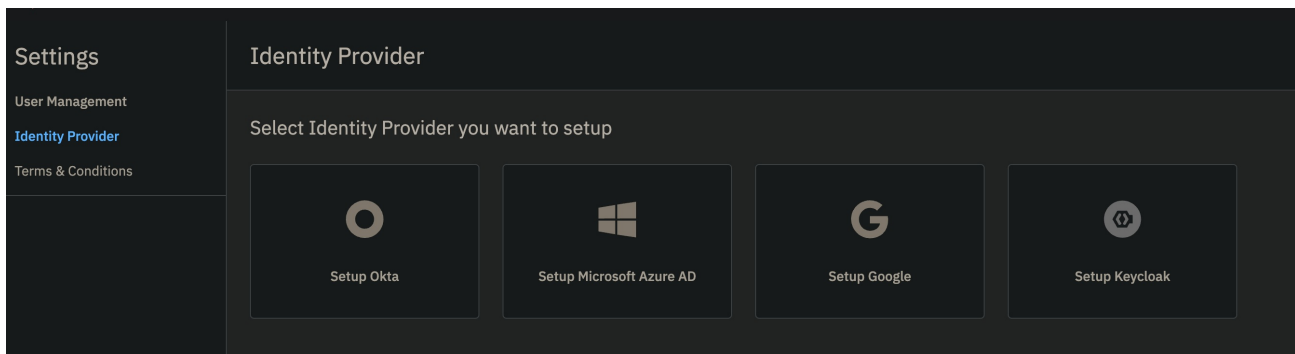 Settings
User Management
Identity Provider
Terms & Conditions
Identity Provider
Select Identity Provider you want to setup
Setup Okta
Setup Microsoft Azure AD
Setup Google
Setup Keycloak